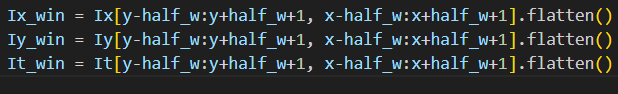 Ix_win = Ix[y-half_w:y+half_w+1, x-half_w:x+half_w+1].flatten()
Iy_win = Iy[y-half_w:y+half_w+1, x-half_w:x+half_w+1].flatten()
It_win = It[y-half_w:y+half_w+1, x-half_w:x+half_w+1].flatten()